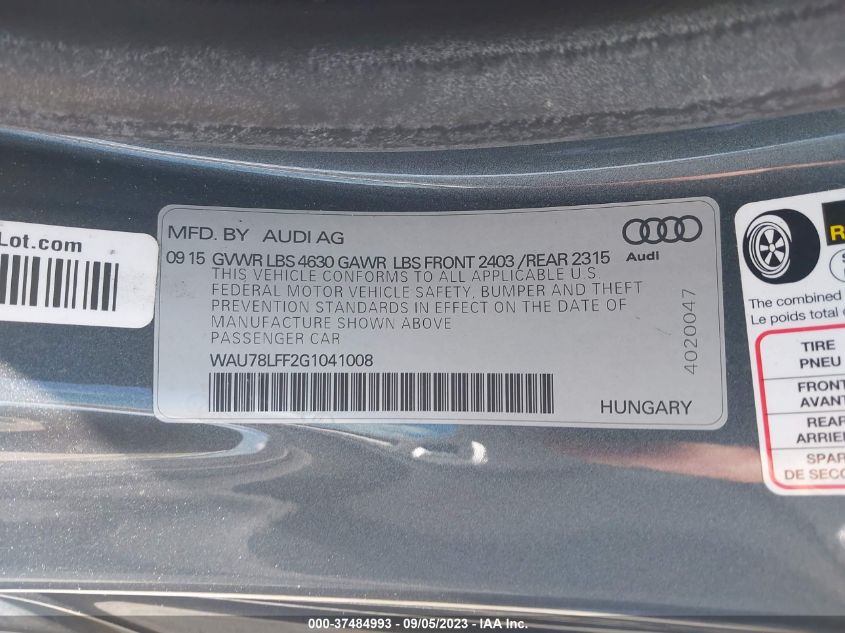 Lot.com
MFD. BY AUDI AG
Audi
09 15 GVWR LBS 4630 GAWR LBS FRONT 2403 /REAR 2315
THIS VEHICLE CONFORMS TO ALL APPLICABLE U.S
FEDERAL MOTOR VEHICLE SAFETY, BUMPER AND THEFT
PREVENTION STANDARDS IN EFFECT ON THE DATE OF
MANUFACTURE SHOWN ABOVE
PASSENGER CAR
WAU78LFF2G1041008
HUNGARY
4020047
The combined
Le poids total
TIRE
PNEU
FRONT
AVANT
REAR
ARRIER
SPAR
DE SECO
000-37484993 - 09/05/2023 - IAA Inc.